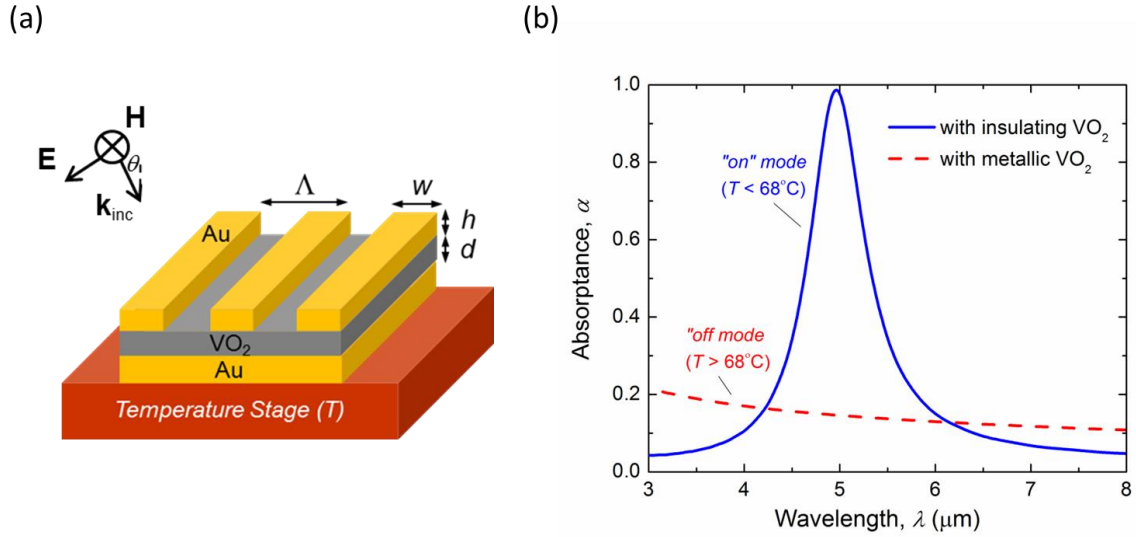 (a)
H
E
θ
k_inc
Λ
w
h
d
Au
VO₂
Au
Temperature Stage (T)
(b)
Absorptance, α
1.0
0.8
0.6
0.4
0.2
0.0
with insulating VO₂
with metallic VO₂
"on" mode
(T < 68°C)
"off mode
(T > 68°C)
3 4 5 6 7 8
Wavelength, λ (μm)